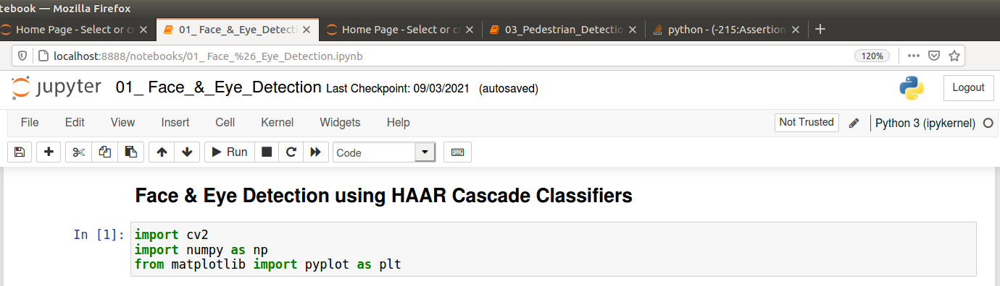 tebook — Mozilla Firefox
Home Page - Select or cr
01_ Face_&_Eye_Detect
Home Page - Select or cr
03_Pedestrian_Detectio
python - (-215:Assertion
localhost:8888/notebooks/01_ Face_%26_Eye_Detection.ipynb
120%
jupyter 01_ Face_&_Eye_Detection Last Checkpoint: 09/03/2021 (autosaved)
Logout
File Edit View Insert Cell Kernel Widgets Help
Not Trusted
Python 3 (ipykernel)
Run
Code
Face & Eye Detection using HAAR Cascade Classifiers
In [1]:
import cv2
import numpy as np
from matplotlib import pyplot as plt